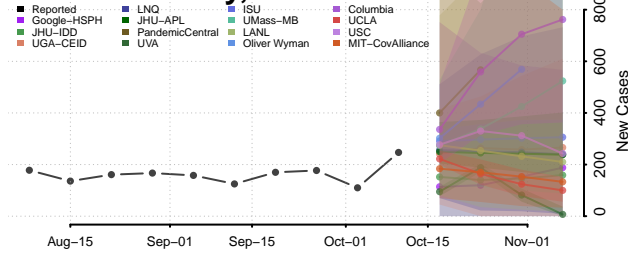 Reported LNQ ISU Columbia
Google−HSPH JHU−APL UMass−MB UCLA
JHU−IDD PandemicCentral LANL USC
UGA−CEID UVA Oliver Wyman MIT−CovAlliance
800
600
400
200
0
New Cases
Aug−15 Sep−01 Sep−15 Oct−01 Oct−15 Nov−01